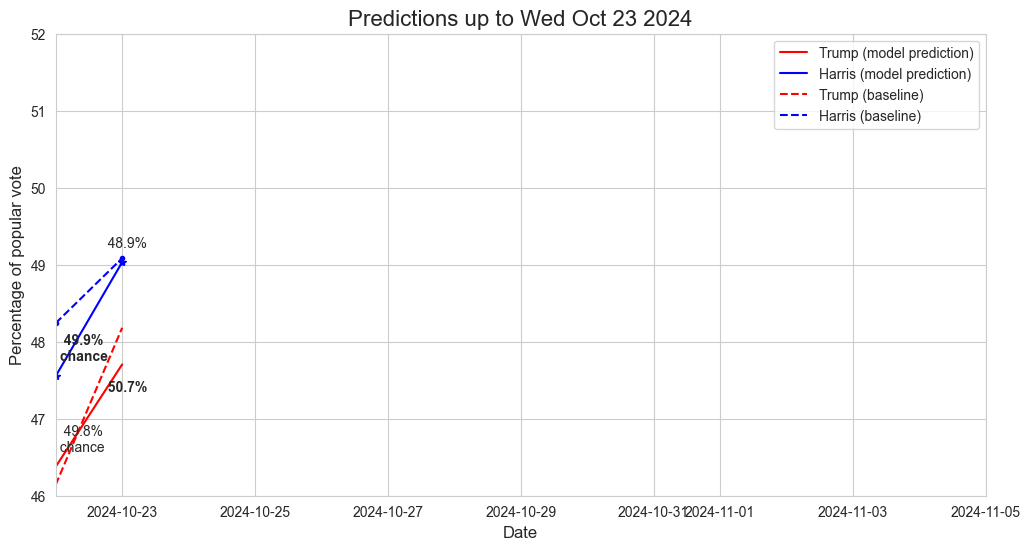 Predictions up to Wed Oct 23 2024
Trump (model prediction)
Harris (model prediction)
Trump (baseline)
Harris (baseline)
Percentage of popular vote
52
51
50
49
48
47
46
48.9%
49.9%
chance
50.7%
49.8%
chance
2024-10-23 2024-10-25 2024-10-27 2024-10-29 2024-10-31 2024-11-01 2024-11-03 2024-11-05
Date